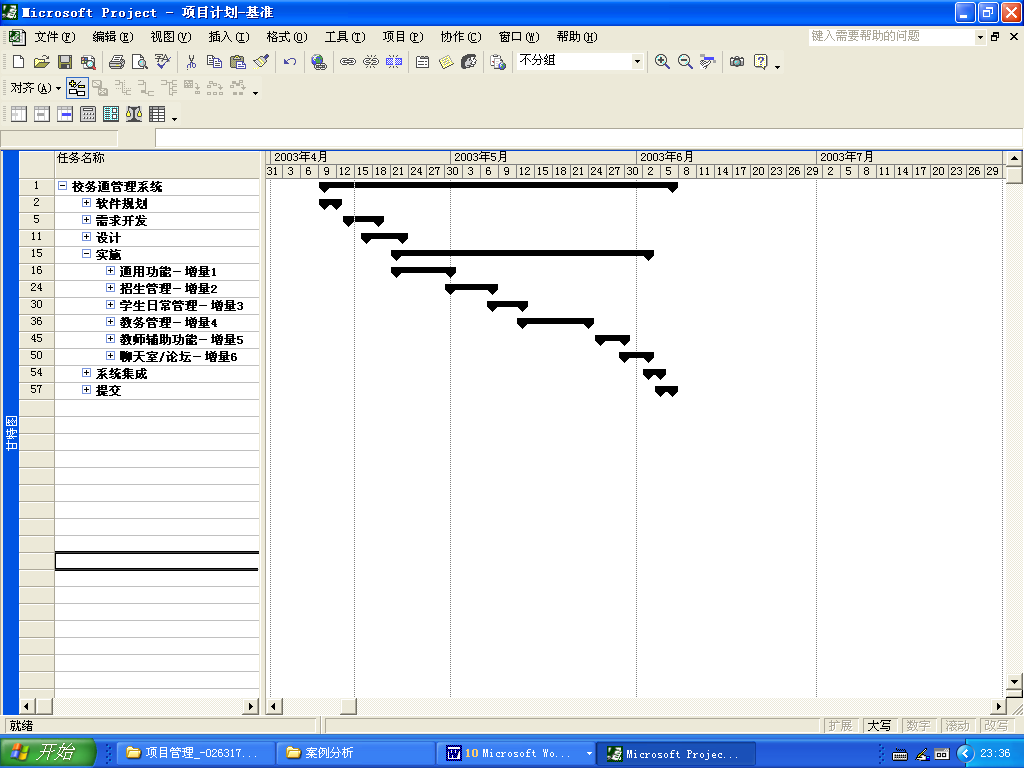 Microsoft Project - 项目计划-基准
文件(F) 编辑(E) 视图(V) 插入(I) 格式(O) 工具(T) 项目(P) 协作(C) 窗口(W) 帮助(H) 键入需要帮助的问题
不分组
对齐(A)
任务名称
2003年4月 2003年5月 2003年6月 2003年7月
31 3 6 9 12 15 18 21 24 27 30 3 6 9 12 15 18 21 24 27 30 2 5 8 11 14 17 20 23 26 29 2 5 8 11 14 17 20 23 26 29
1 校务通管理系统
2 软件规划
5 需求开发
11 设计
15 实施
16 通用功能－增量1
24 招生管理－增量2
30 学生日常管理－增量3
36 教务管理－增量4
45 教师辅助功能－增量5
50 聊天室/论坛－增量6
54 系统集成
57 提交
甘特图
就绪 扩展 大写 数字 滚动 改写
开始 项目管理_-026317... 案例分析 10 Microsoft Wo... Microsoft Projec... 23:36